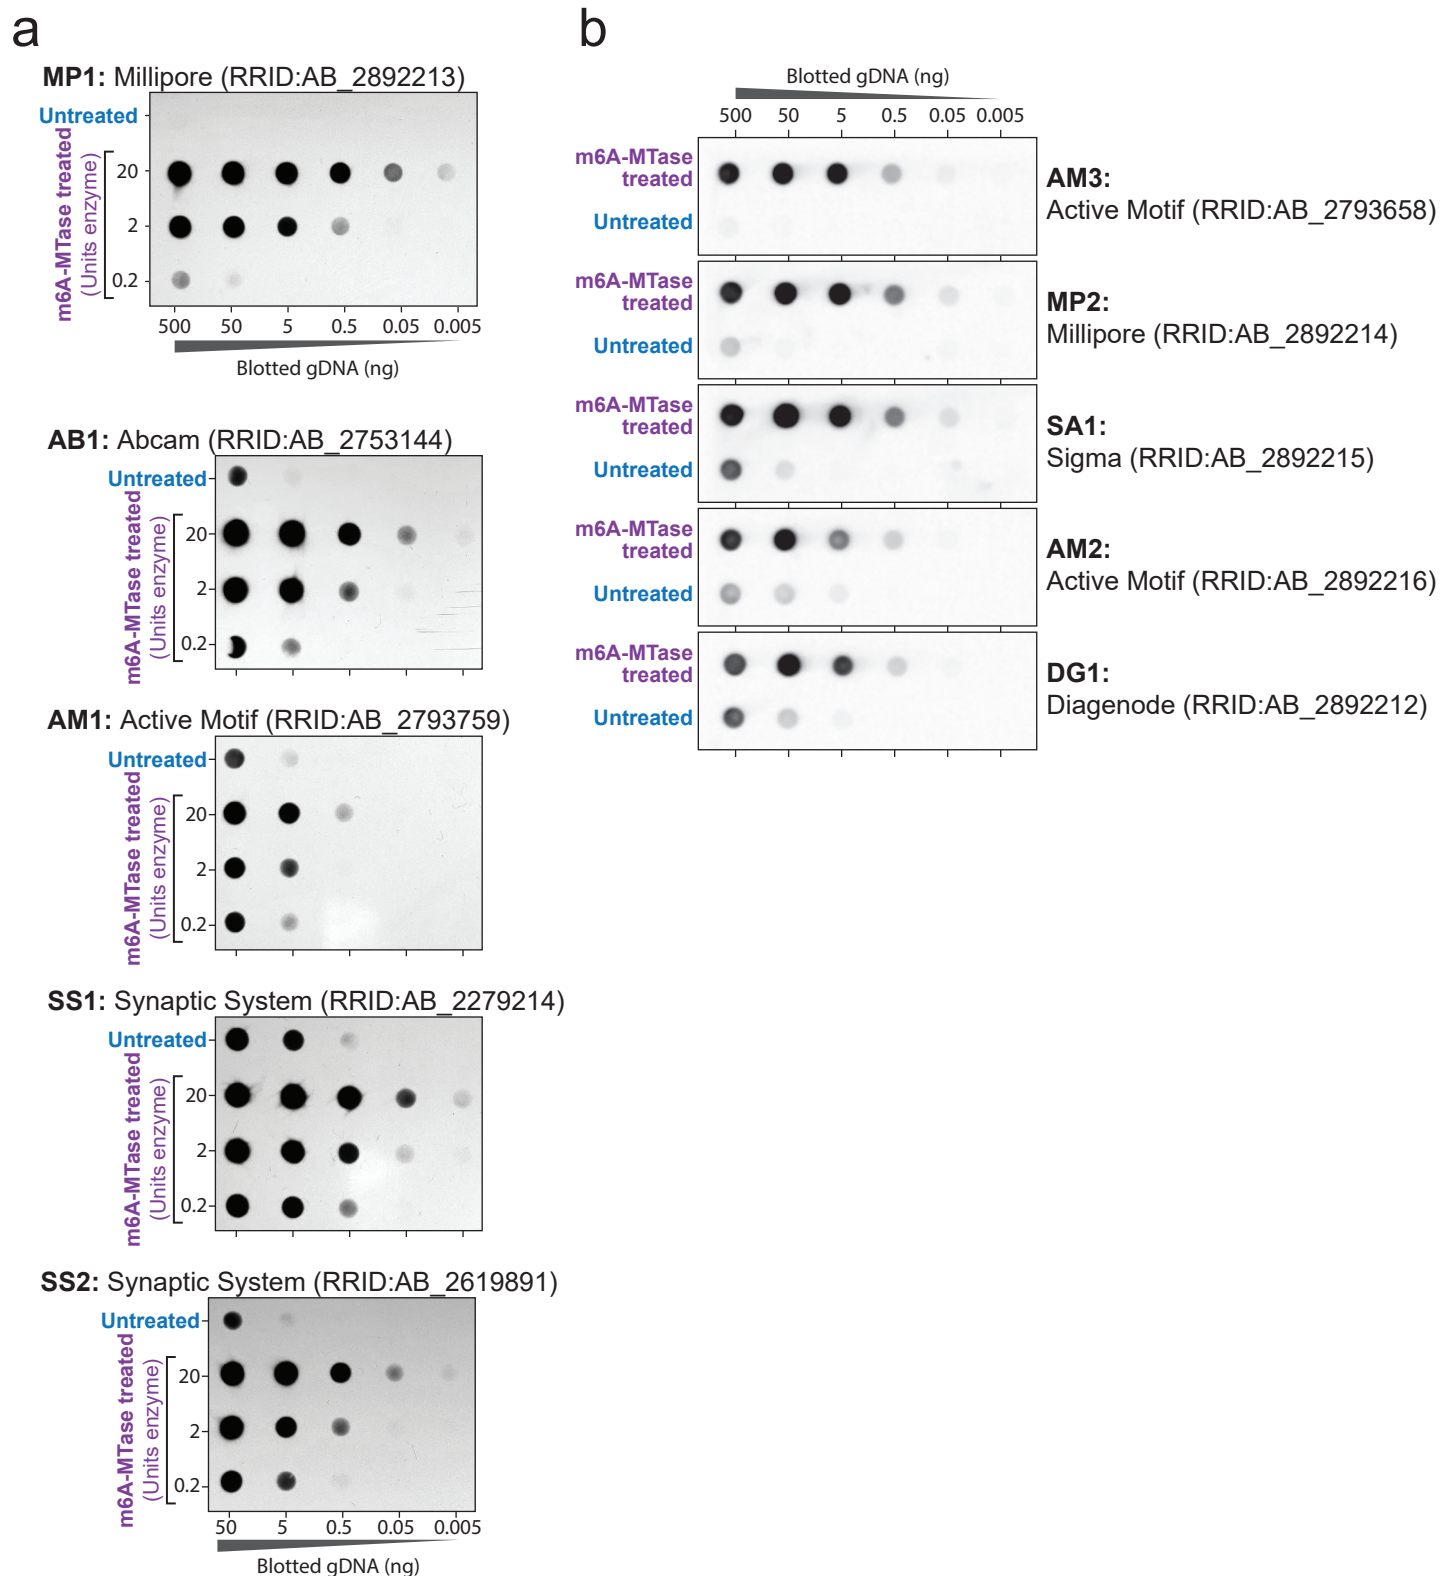 a
MP1: Millipore (RRID:AB_2892213)
Untreated
m6A-MTase treated
(Units enzyme)
20
2
0.2
500 50 5 0.5 0.05 0.005
Blotted gDNA (ng)
AB1: Abcam (RRID:AB_2753144)
Untreated
m6A-MTase treated
(Units enzyme)
20
2
0.2
AM1: Active Motif (RRID:AB_2793759)
Untreated
m6A-MTase treated
(Units enzyme)
20
2
0.2
SS1: Synaptic System (RRID:AB_2279214)
Untreated
m6A-MTase treated
(Units enzyme)
20
2
0.2
SS2: Synaptic System (RRID:AB_2619891)
Untreated
m6A-MTase treated
(Units enzyme)
20
2
0.2
50 5 0.5 0.05 0.005
Blotted gDNA (ng)
b
Blotted gDNA (ng)
500 50 5 0.5 0.05 0.005
m6A-MTase
treated
Untreated
AM3:
Active Motif (RRID:AB_2793658)
m6A-MTase
treated
Untreated
MP2:
Millipore (RRID:AB_2892214)
m6A-MTase
treated
Untreated
SA1:
Sigma (RRID:AB_2892215)
m6A-MTase
treated
Untreated
AM2:
Active Motif (RRID:AB_2892216)
m6A-MTase
treated
Untreated
DG1:
Diagenode (RRID:AB_2892212)